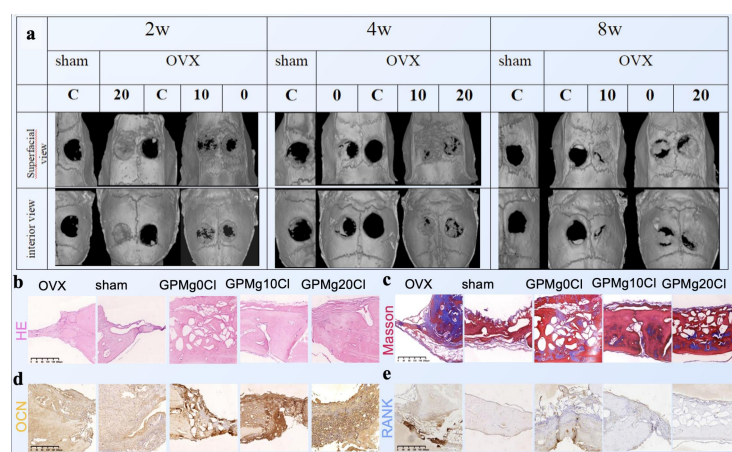 a
2w 4w 8w
sham OVX sham OVX sham OVX
C 20 C 10 0 C 0 C 10 20 C C 10 0 20
Superfacial
view
interior view
b c
OVX sham GPMg0Cl GPMg10Cl GPMg20Cl OVX sham GPMg0Cl GPMg10Cl GPMg20Cl
HE Masson
d e
OCN RANK